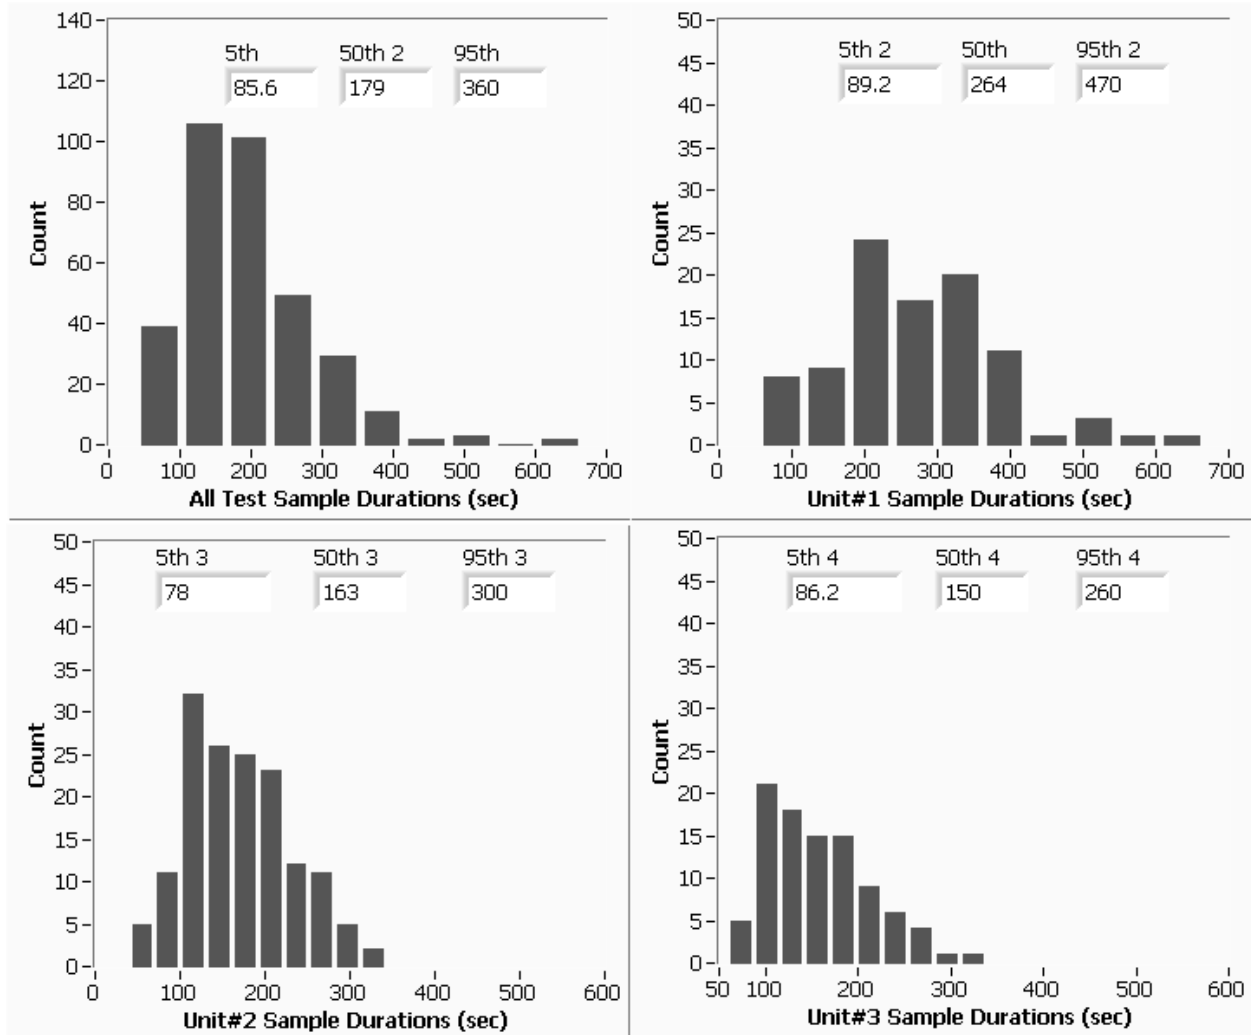 140
120
100
80
60
40
20
0
Count
5th 50th 2 95th
85.6 179 360
0 100 200 300 400 500 600 700
All Test Sample Durations (sec)
50
45
40
35
30
25
20
15
10
5
0
Count
5th 2 50th 95th 2
89.2 264 470
0 100 200 300 400 500 600 700
Unit#1 Sample Durations (sec)
50
45
40
35
30
25
20
15
10
5
0
Count
5th 3 50th 3 95th 3
78 163 300
0 100 200 300 400 500 600
Unit#2 Sample Durations (sec)
50
45
40
35
30
25
20
15
10
5
0
Count
5th 4 50th 4 95th 4
86.2 150 260
50 100 200 300 400 500 600
Unit#3 Sample Durations (sec)